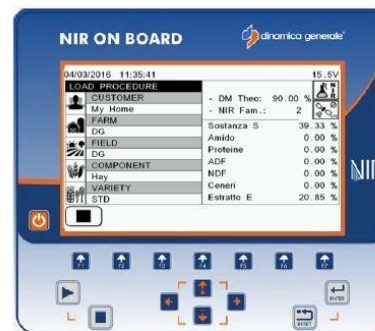 NIR ON BOARD
dinamica generale
04/03/2016 11:35:41
15.5V
LOAD PROCEDURE
CUSTOMER
My Home
FARM
DG
FIELD
DG
COMPONENT
Hay
VARIETY
STD
- DM Theo: 90.00 %
- NIR Fam.: 2
Sostanza S 39.33 %
Amido 0.00 %
Proteine 0.00 %
ADF 0.00 %
NDF 0.00 %
Ceneri 0.00 %
Estratto E 20.85 %
NIR
NI
F1 F2 F3 F4 F5 F6 F7
ENTER
RESET